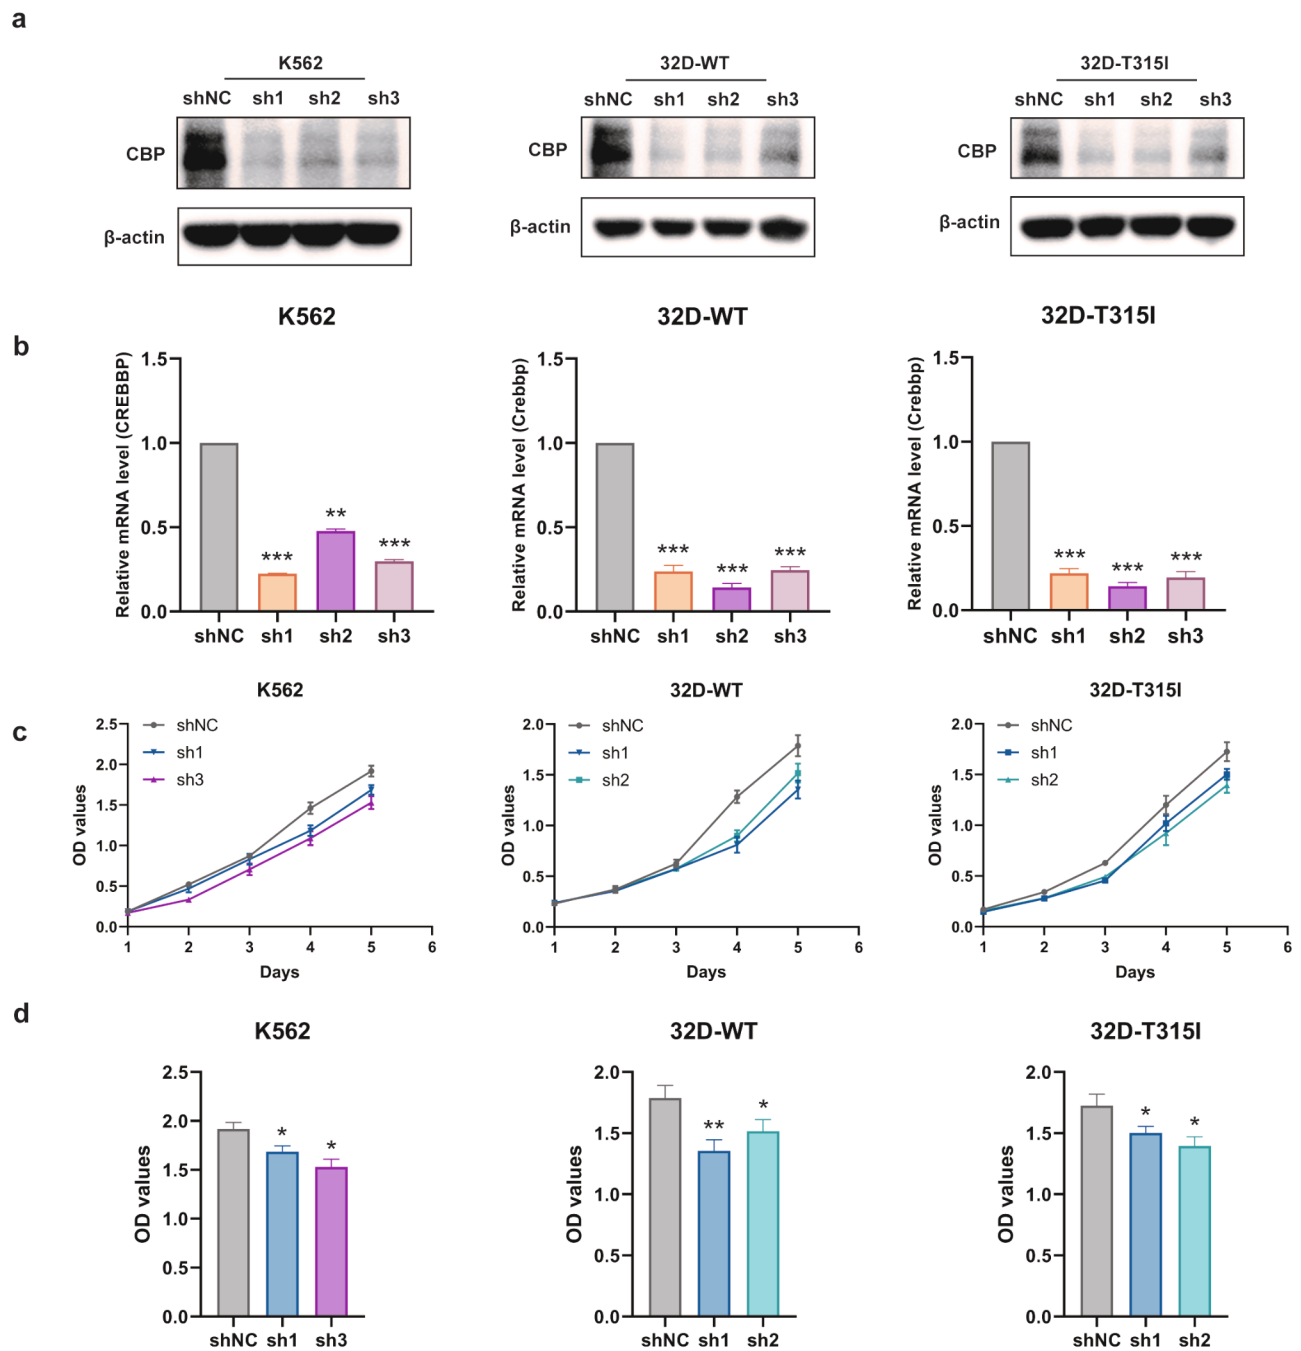 a
K562
32D-WT
32D-T315I
shNC sh1 sh2 sh3
shNC sh1 sh2 sh3
shNC sh1 sh2 sh3
CBP
CBP
CBP
β-actin
β-actin
β-actin
b
K562
32D-WT
32D-T315I
Relative mRNA level (CREBBP)
1.5
1.0
0.5
0.0
***
**
***
shNC sh1 sh2 sh3
Relative mRNA level (Crebbp)
1.5
1.0
0.5
0.0
***
***
***
shNC sh1 sh2 sh3
Relative mRNA level (Crebbp)
1.5
1.0
0.5
0.0
***
***
***
shNC sh1 sh2 sh3
c
K562
OD values
2.5
2.0
1.5
1.0
0.5
0.0
shNC
sh1
sh3
1 2 3 4 5 6
Days
32D-WT
OD values
2.0
1.5
1.0
0.5
0.0
shNC
sh1
sh2
1 2 3 4 5 6
Days
32D-T315I
OD values
2.0
1.5
1.0
0.5
0.0
shNC
sh1
sh2
1 2 3 4 5 6
Days
d
K562
OD values
2.5
2.0
1.5
1.0
0.5
0.0
*
*
shNC sh1 sh3
32D-WT
OD values
2.0
1.5
1.0
0.5
0.0
**
*
shNC sh1 sh2
32D-T315I
OD values
2.0
1.5
1.0
0.5
0.0
*
*
shNC sh1 sh2